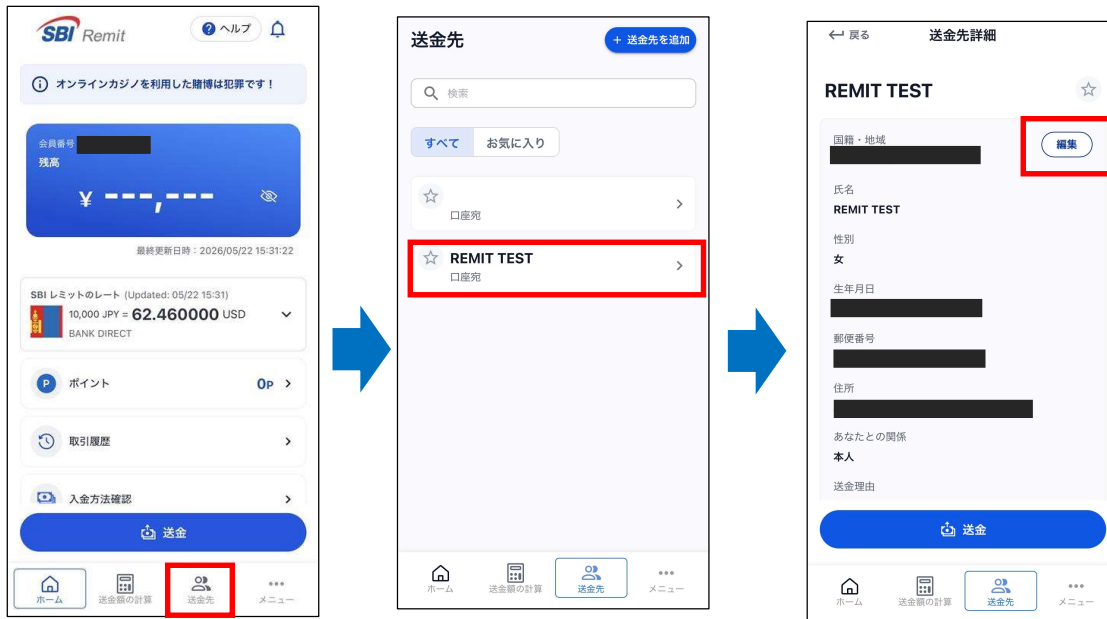 SBI Remit
ヘルプ
オンラインカジノを利用した賭博は犯罪です！
会員番号
残高
¥ ---,---
最終更新日時：2026/05/22 15:31:22
SBI レミットのレート (Updated: 05/22 15:31)
10,000 JPY = 62.460000 USD
BANK DIRECT
P ポイント 0P
取引履歴
入金方法確認
送金
ホーム 送金額の計算 送金先 メニュー
送金先
+ 送金先を追加
検索
すべて お気に入り
口座宛
REMIT TEST
口座宛
ホーム 送金額の計算 送金先 メニュー
戻る 送金先詳細
REMIT TEST
国籍・地域
編集
氏名
REMIT TEST
性別
女
生年月日
郵便番号
住所
あなたとの関係
本人
送金理由
送金
ホーム 送金額の計算 送金先 メニュー